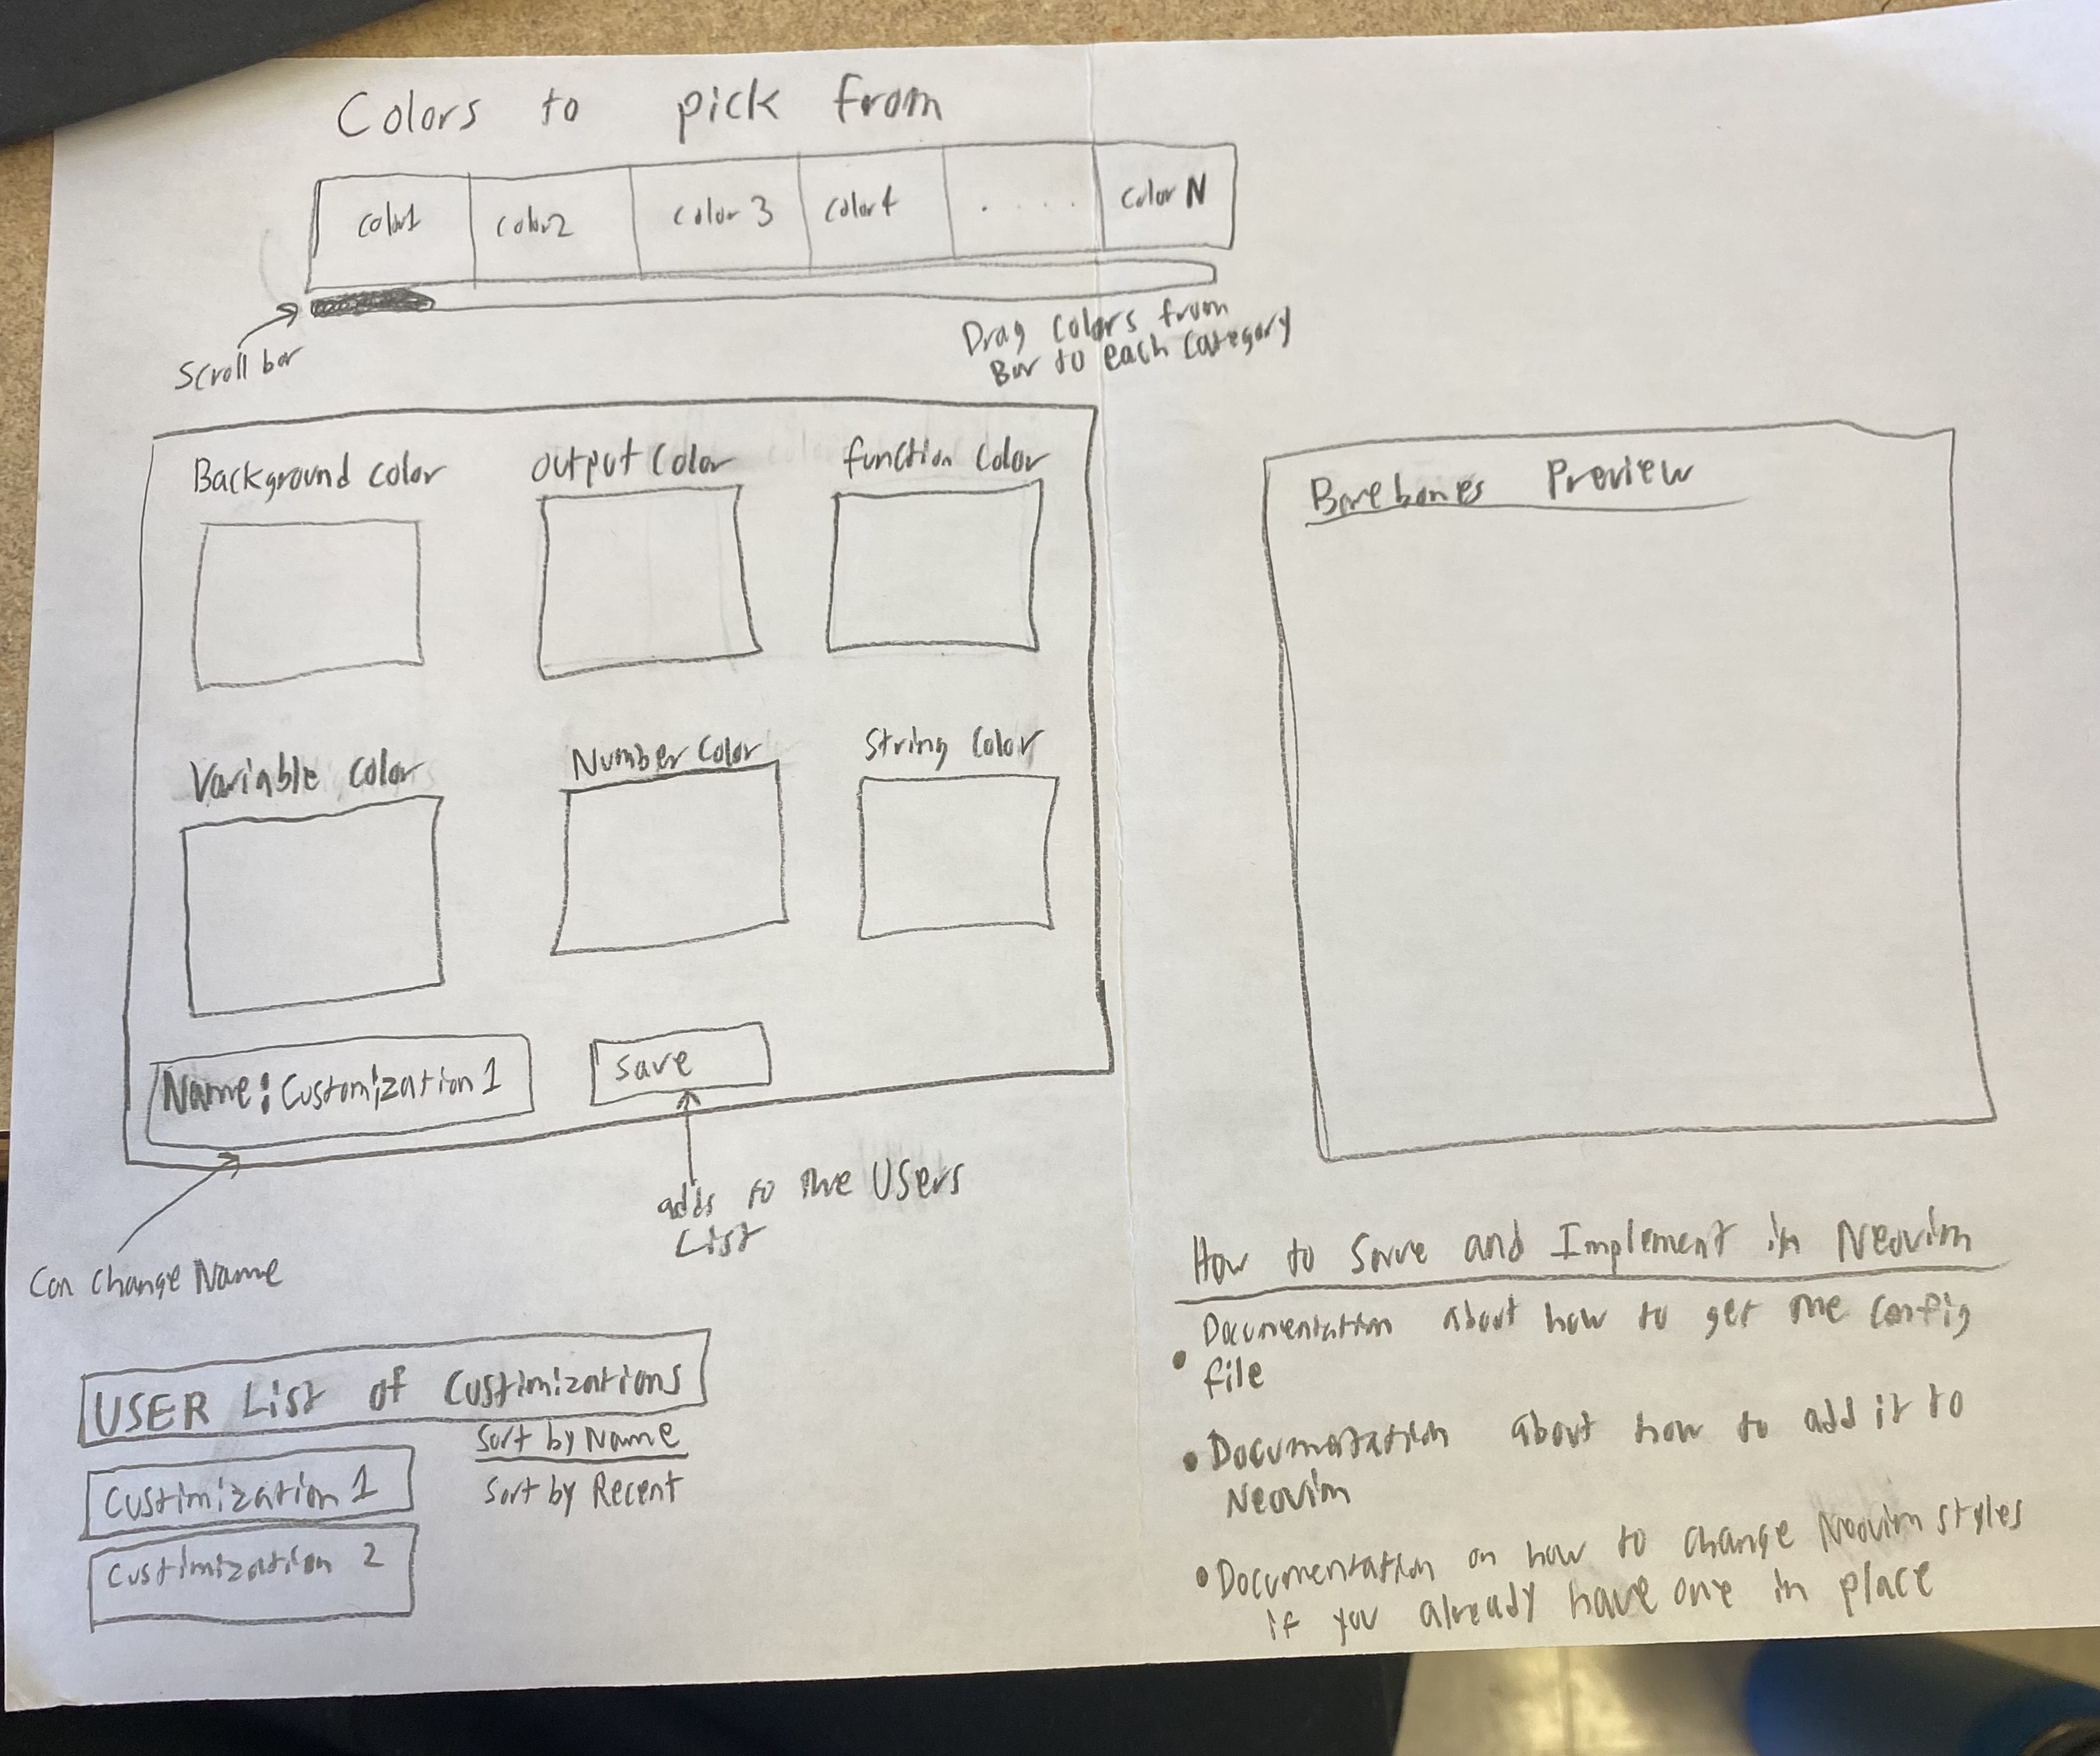 Colors to pick from
color1 color2 color 3 color4 ..... color N
Scroll bar
Drag colors from
Bar to each category
Background color output color function color
Variable color Number color String color
Name: Customization 1 save
adds to the Users
List
Can Change Name
Barebones Preview
USER List of Custimizations
Sort by Name
Sort by Recent
Custimization 1
Custimization 2
How to Save and Implement in Neovim
• Documentation about how to get the config
file
• Documentation about how to add it to
Neovim
• Documentation on how to change Neovim styles
if you already have one in place